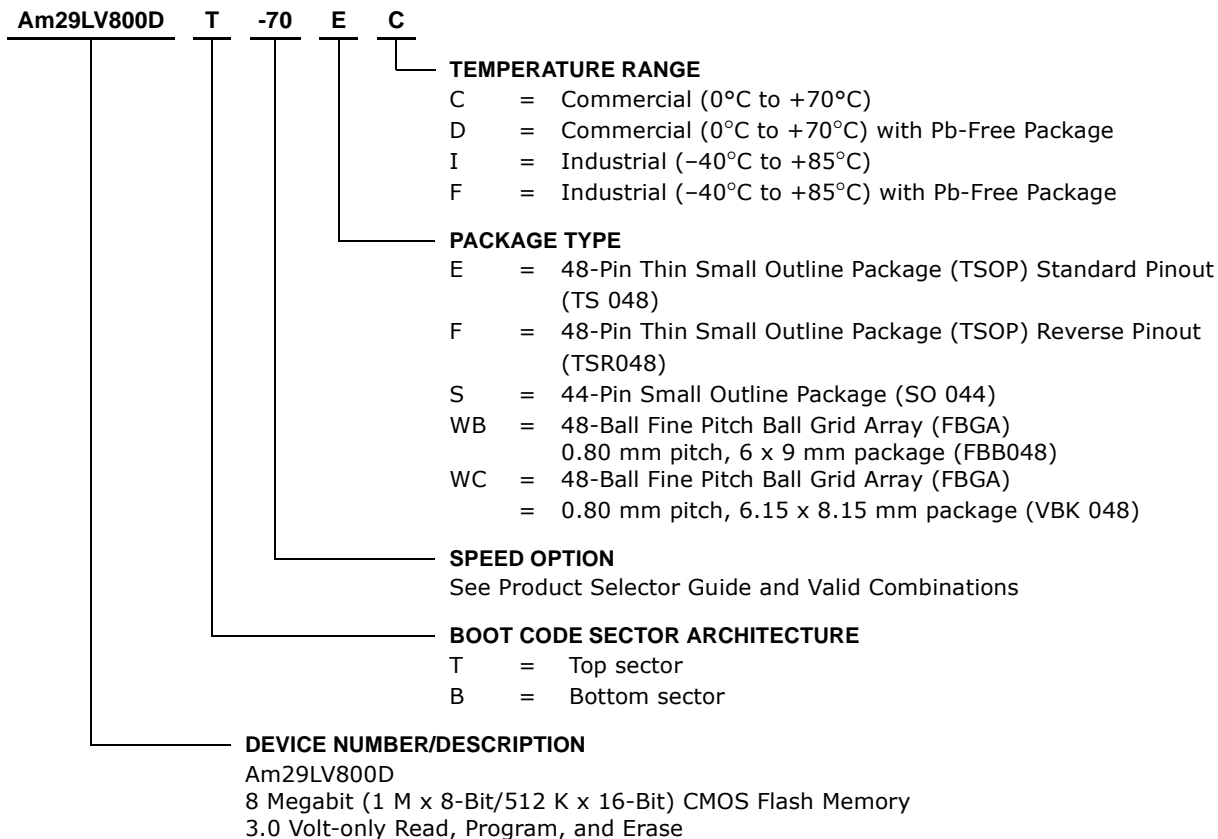 Am29LV800D T -70 E C
TEMPERATURE RANGE
C = Commercial (0°C to +70°C)
D = Commercial (0°C to +70°C) with Pb-Free Package
I = Industrial (–40°C to +85°C)
F = Industrial (–40°C to +85°C) with Pb-Free Package
PACKAGE TYPE
E = 48-Pin Thin Small Outline Package (TSOP) Standard Pinout
(TS 048)
F = 48-Pin Thin Small Outline Package (TSOP) Reverse Pinout
(TSR048)
S = 44-Pin Small Outline Package (SO 044)
WB = 48-Ball Fine Pitch Ball Grid Array (FBGA)
0.80 mm pitch, 6 x 9 mm package (FBB048)
WC = 48-Ball Fine Pitch Ball Grid Array (FBGA)
= 0.80 mm pitch, 6.15 x 8.15 mm package (VBK 048)
SPEED OPTION
See Product Selector Guide and Valid Combinations
BOOT CODE SECTOR ARCHITECTURE
T = Top sector
B = Bottom sector
DEVICE NUMBER/DESCRIPTION
Am29LV800D
8 Megabit (1 M x 8-Bit/512 K x 16-Bit) CMOS Flash Memory
3.0 Volt-only Read, Program, and Erase